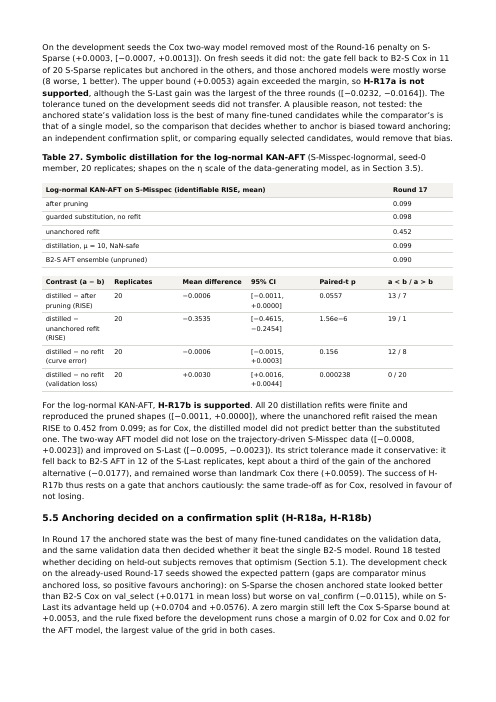 On the development seeds the Cox two-way model removed most of the Round-16 penalty on S-
Sparse (+0.0003, [−0.0007, +0.0013]). On fresh seeds it did not: the gate fell back to B2-S Cox in 11
of 20 S-Sparse replicates but anchored in the others, and those anchored models were mostly worse
(8 worse, 1 better). The upper bound (+0.0053) again exceeded the margin, so H-R17a is not
supported, although the S-Last gain was the largest of the three rounds ([−0.0232, −0.0164]). The
tolerance tuned on the development seeds did not transfer. A plausible reason, not tested: the
anchored state's validation loss is the best of many fine-tuned candidates while the comparator's is
that of a single model, so the comparison that decides whether to anchor is biased toward anchoring;
an independent confirmation split, or comparing equally selected candidates, would remove that bias.
Table 27. Symbolic distillation for the log-normal KAN-AFT (S-Misspec-lognormal, seed-0
member, 20 replicates; shapes on the η scale of the data-generating model, as in Section 3.5).
Log-normal KAN-AFT on S-Misspec (identifiable RISE, mean) Round 17
after pruning 0.099
guarded substitution, no refit 0.098
unanchored refit 0.452
distillation, μ = 10, NaN-safe 0.099
B2-S AFT ensemble (unpruned) 0.090
Contrast (a − b) Replicates Mean difference 95% CI Paired-t p a < b / a > b
distilled − after 20 −0.0006 [−0.0011, 0.0557 13 / 7
pruning (RISE) +0.0000]
distilled − 20 −0.3535 [−0.4615, 1.56e−6 19 / 1
unanchored refit −0.2454]
(RISE)
distilled − no refit 20 −0.0006 [−0.0015, 0.156 12 / 8
(curve error) +0.0003]
distilled − no refit 20 +0.0030 [+0.0016, 0.000238 0 / 20
(validation loss) +0.0044]
For the log-normal KAN-AFT, H-R17b is supported. All 20 distillation refits were finite and
reproduced the pruned shapes ([−0.0011, +0.0000]), where the unanchored refit raised the mean
RISE to 0.452 from 0.099; as for Cox, the distilled model did not predict better than the substituted
one. The two-way AFT model did not lose on the trajectory-driven S-Misspec data ([−0.0008,
+0.0023]) and improved on S-Last ([−0.0095, −0.0023]). Its strict tolerance made it conservative: it
fell back to B2-S AFT in 12 of the S-Last replicates, kept about a third of the gain of the anchored
alternative (−0.0177), and remained worse than landmark Cox there (+0.0059). The success of H-
R17b thus rests on a gate that anchors cautiously: the same trade-off as for Cox, resolved in favour of
not losing.
5.5 Anchoring decided on a confirmation split (H-R18a, H-R18b)
In Round 17 the anchored state was the best of many fine-tuned candidates on the validation data,
and the same validation data then decided whether it beat the single B2-S model. Round 18 tested
whether deciding on held-out subjects removes that optimism (Section 5.1). The development check
on the already-used Round-17 seeds showed the expected pattern (gaps are comparator minus
anchored loss, so positive favours anchoring): on S-Sparse the chosen anchored state looked better
than B2-S Cox on val_select (+0.0171 in mean loss) but worse on val_confirm (−0.0115), while on S-
Last its advantage held up (+0.0704 and +0.0576). A zero margin still left the Cox S-Sparse bound at
+0.0053, and the rule fixed before the development runs chose a margin of 0.02 for Cox and 0.02 for
the AFT model, the largest value of the grid in both cases.